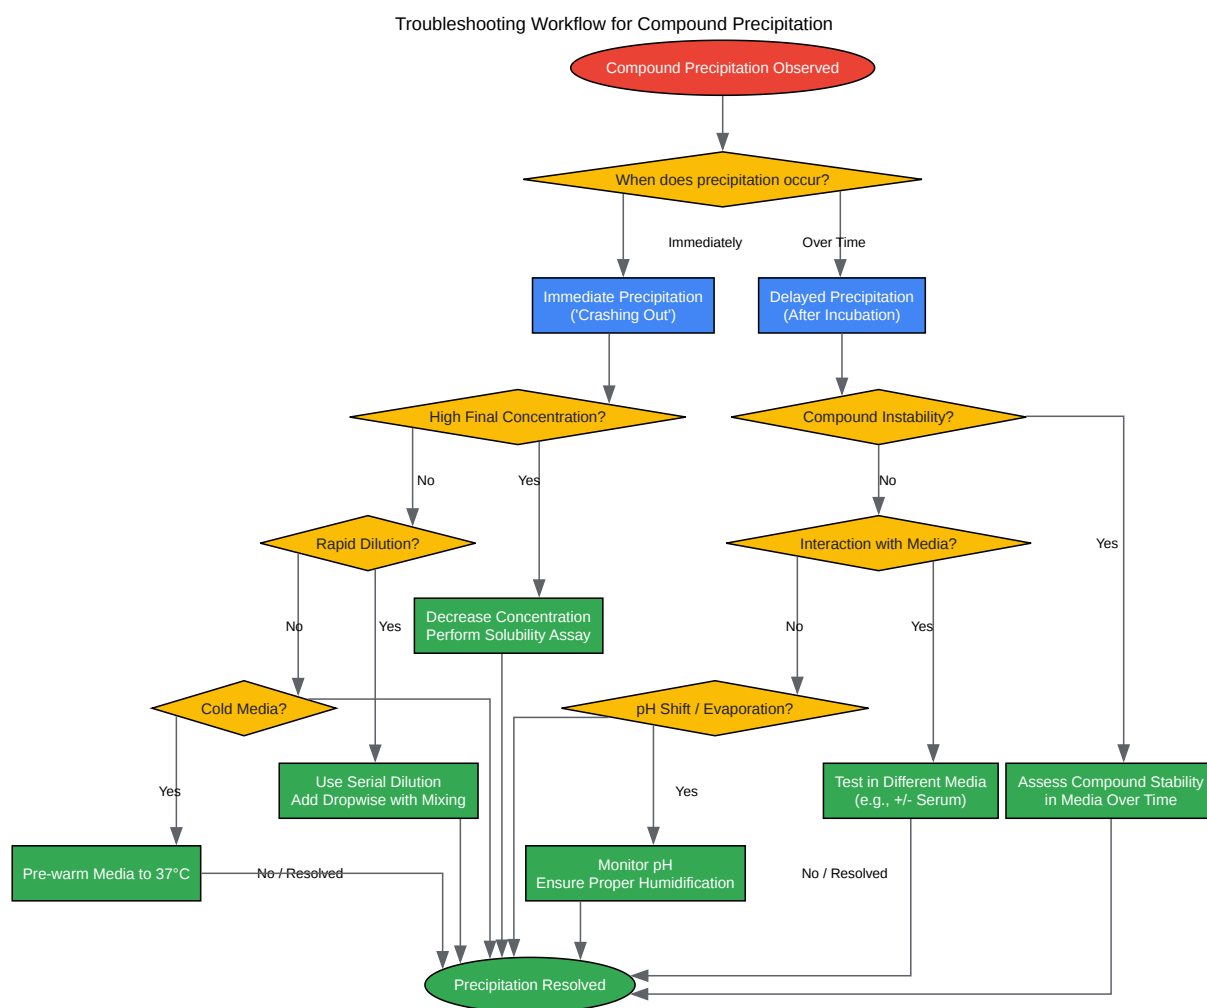 Troubleshooting Workflow for Compound Precipitation
Compound Precipitation Observed
When does precipitation occur?
Immediately
Over Time
Immediate Precipitation
('Crashing Out')
Delayed Precipitation
(After Incubation)
High Final Concentration?
Compound Instability?
No
Yes
No
Rapid Dilution?
Interaction with Media?
Yes
Decrease Concentration
Perform Solubility Assay
No
Yes
No
Yes
Cold Media?
pH Shift / Evaporation?
Use Serial Dilution
Add Dropwise with Mixing
Test in Different Media
(e.g., +/- Serum)
Assess Compound Stability
in Media Over Time
Yes
Yes
Pre-warm Media to 37°C
No / Resolved
Monitor pH
Ensure Proper Humidification
No / Resolved
Precipitation Resolved